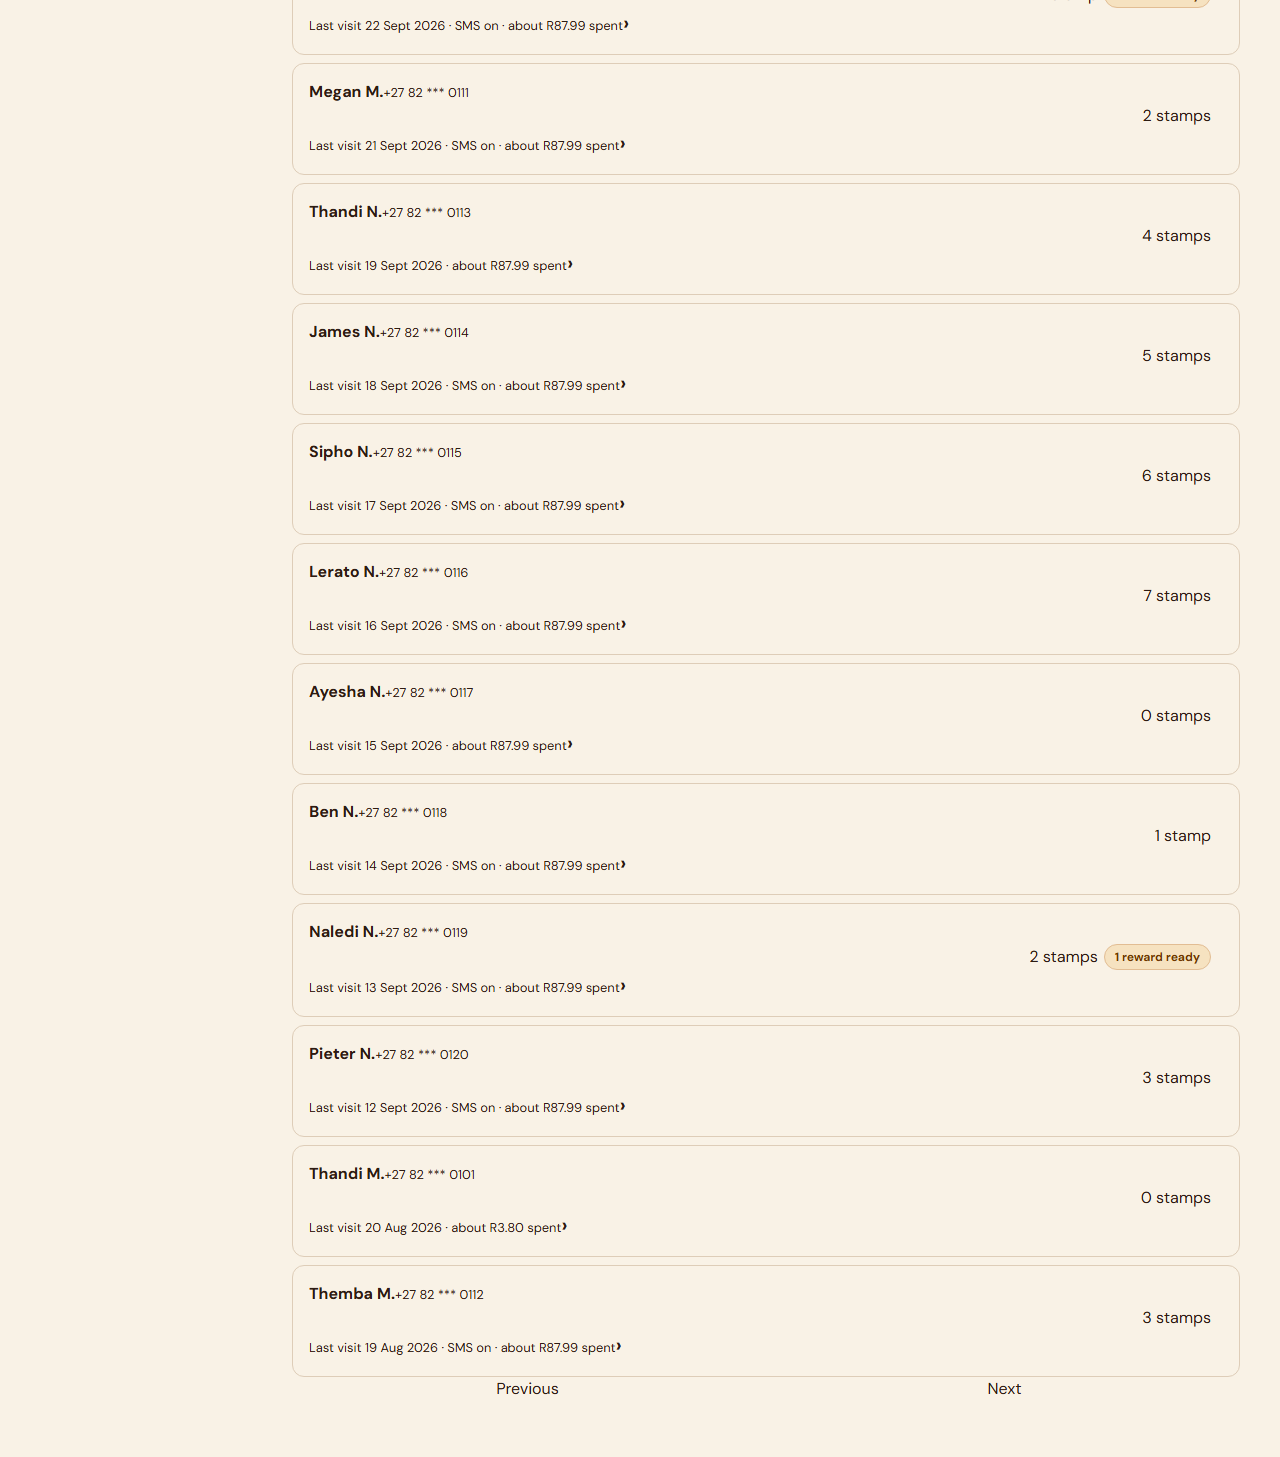 Last visit 22 Sept 2026 · SMS on · about R87.99 spent›
Megan M.+27 82 *** 0111
2 stamps
Last visit 21 Sept 2026 · SMS on · about R87.99 spent›
Thandi N.+27 82 *** 0113
4 stamps
Last visit 19 Sept 2026 · about R87.99 spent›
James N.+27 82 *** 0114
5 stamps
Last visit 18 Sept 2026 · SMS on · about R87.99 spent›
Sipho N.+27 82 *** 0115
6 stamps
Last visit 17 Sept 2026 · SMS on · about R87.99 spent›
Lerato N.+27 82 *** 0116
7 stamps
Last visit 16 Sept 2026 · SMS on · about R87.99 spent›
Ayesha N.+27 82 *** 0117
0 stamps
Last visit 15 Sept 2026 · about R87.99 spent›
Ben N.+27 82 *** 0118
1 stamp
Last visit 14 Sept 2026 · SMS on · about R87.99 spent›
Naledi N.+27 82 *** 0119
2 stamps 1 reward ready
Last visit 13 Sept 2026 · SMS on · about R87.99 spent›
Pieter N.+27 82 *** 0120
3 stamps
Last visit 12 Sept 2026 · SMS on · about R87.99 spent›
Thandi M.+27 82 *** 0101
0 stamps
Last visit 20 Aug 2026 · about R3.80 spent›
Themba M.+27 82 *** 0112
3 stamps
Last visit 19 Aug 2026 · SMS on · about R87.99 spent›
Previous Next